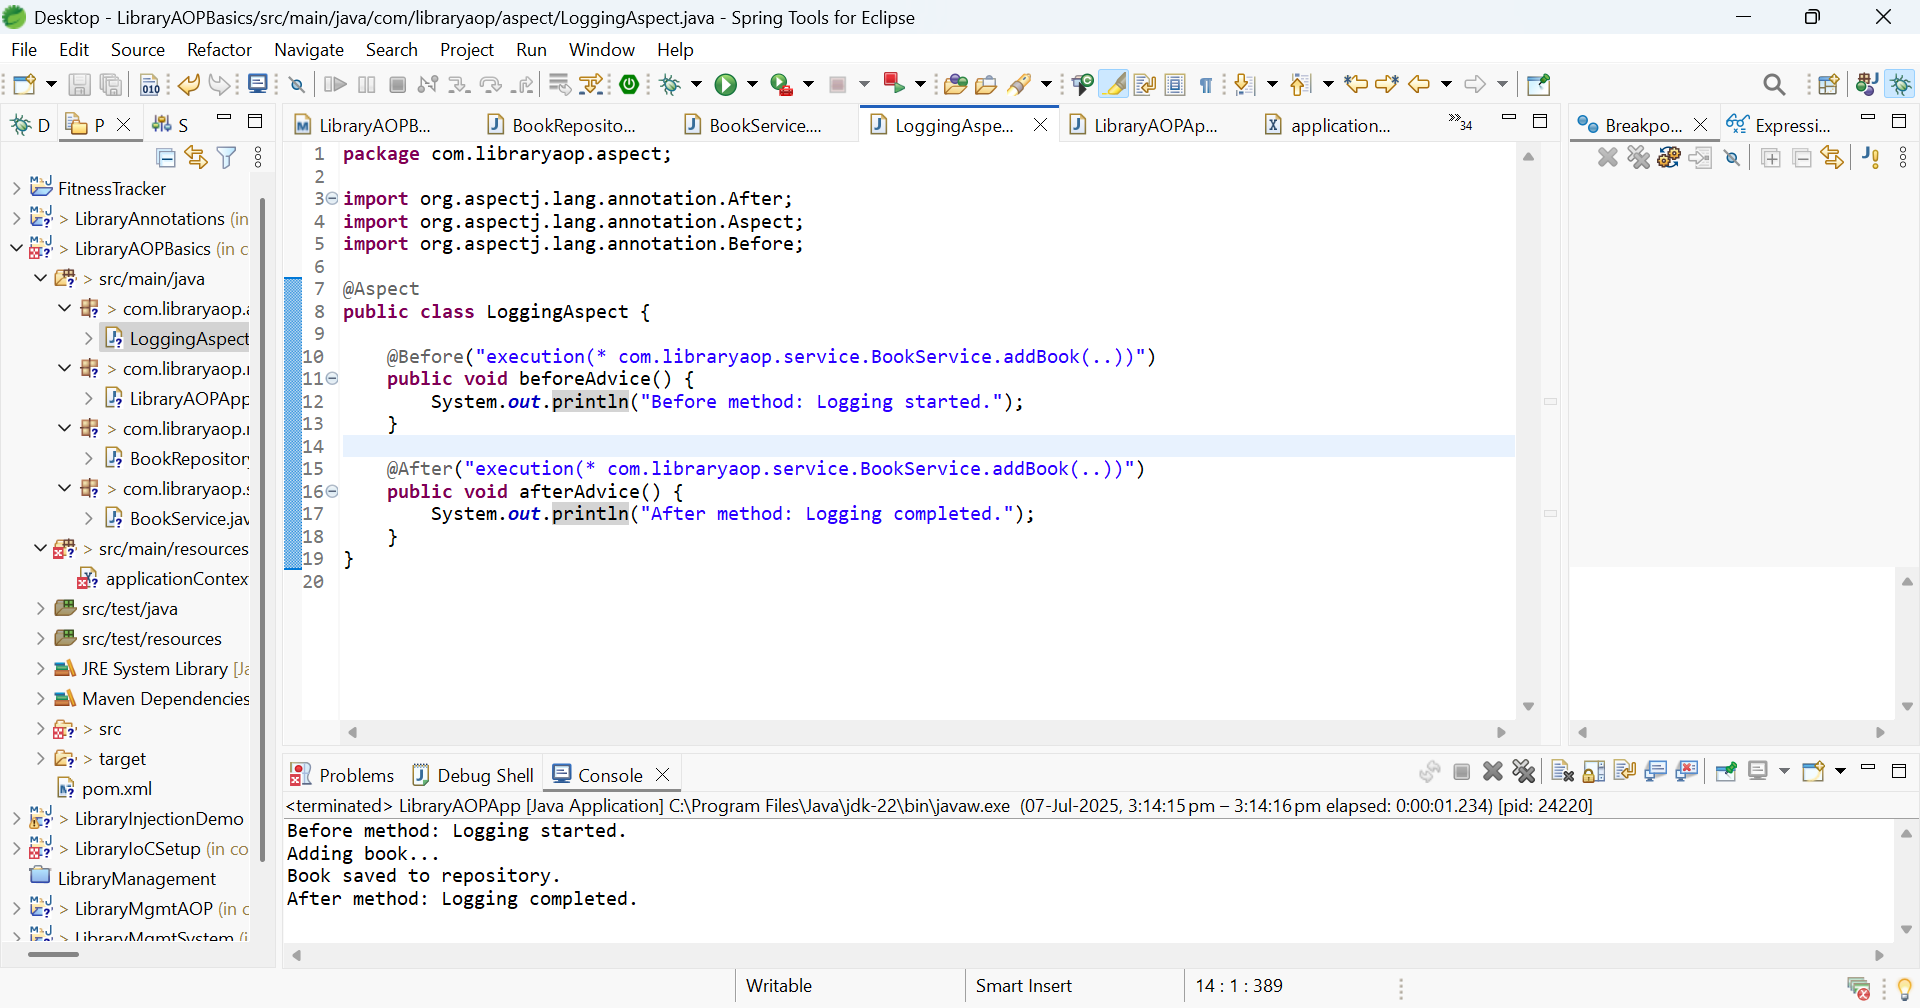 Desktop - LibraryAOPBasics/src/main/java/com/libraryaop/aspect/LoggingAspect.java - Spring Tools for Eclipse
File Edit Source Refactor Navigate Search Project Run Window Help
D P S
FitnessTracker
> LibraryAnnotations (in
> LibraryAOPBasics (in c
> src/main/java
> com.libraryaop.a
LoggingAspect
> com.libraryaop.r
LibraryAOPApp
> com.libraryaop.r
BookRepository
> com.libraryaop.s
BookService.jav
> src/main/resources
applicationContex
src/test/java
src/test/resources
JRE System Library [Ja
Maven Dependencies
> src
> target
pom.xml
> LibraryInjectionDemo
> LibraryIoCSetup (in co
LibraryManagement
> LibraryMgmtAOP (in c
> LibraryMgmtSystem (i
LibraryAOPB... BookReposito... BookService.... LoggingAspe... LibraryAOPAp... application... »34
1 package com.libraryaop.aspect;
2
3 import org.aspectj.lang.annotation.After;
4 import org.aspectj.lang.annotation.Aspect;
5 import org.aspectj.lang.annotation.Before;
6
7 @Aspect
8 public class LoggingAspect {
9
10 @Before("execution(* com.libraryaop.service.BookService.addBook(..))")
11 public void beforeAdvice() {
12 System.out.println("Before method: Logging started.");
13 }
14
15 @After("execution(* com.libraryaop.service.BookService.addBook(..))")
16 public void afterAdvice() {
17 System.out.println("After method: Logging completed.");
18 }
19 }
20
Breakpo... Expressi...
Problems Debug Shell Console
<terminated> LibraryAOPApp [Java Application] C:\Program Files\Java\jdk-22\bin\javaw.exe (07-Jul-2025, 3:14:15 pm – 3:14:16 pm elapsed: 0:00:01.234) [pid: 24220]
Before method: Logging started.
Adding book...
Book saved to repository.
After method: Logging completed.
Writable Smart Insert 14 : 1 : 389